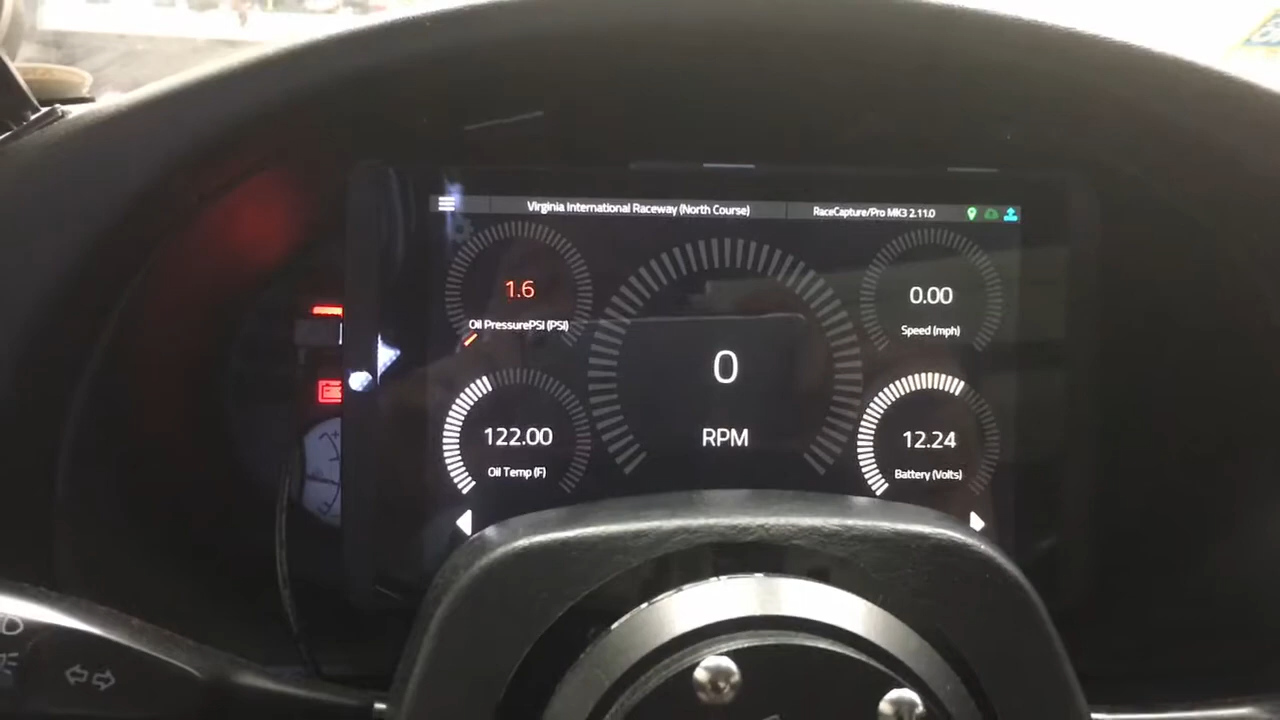 Virginia International Raceway (North Course)
RaceCapture/Pro MK3 2.11.0
1.6
Oil PressurePSI (PSI)
0.00
Speed (mph)
0
RPM
122.00
Oil Temp (F)
12.24
Battery (Volts)